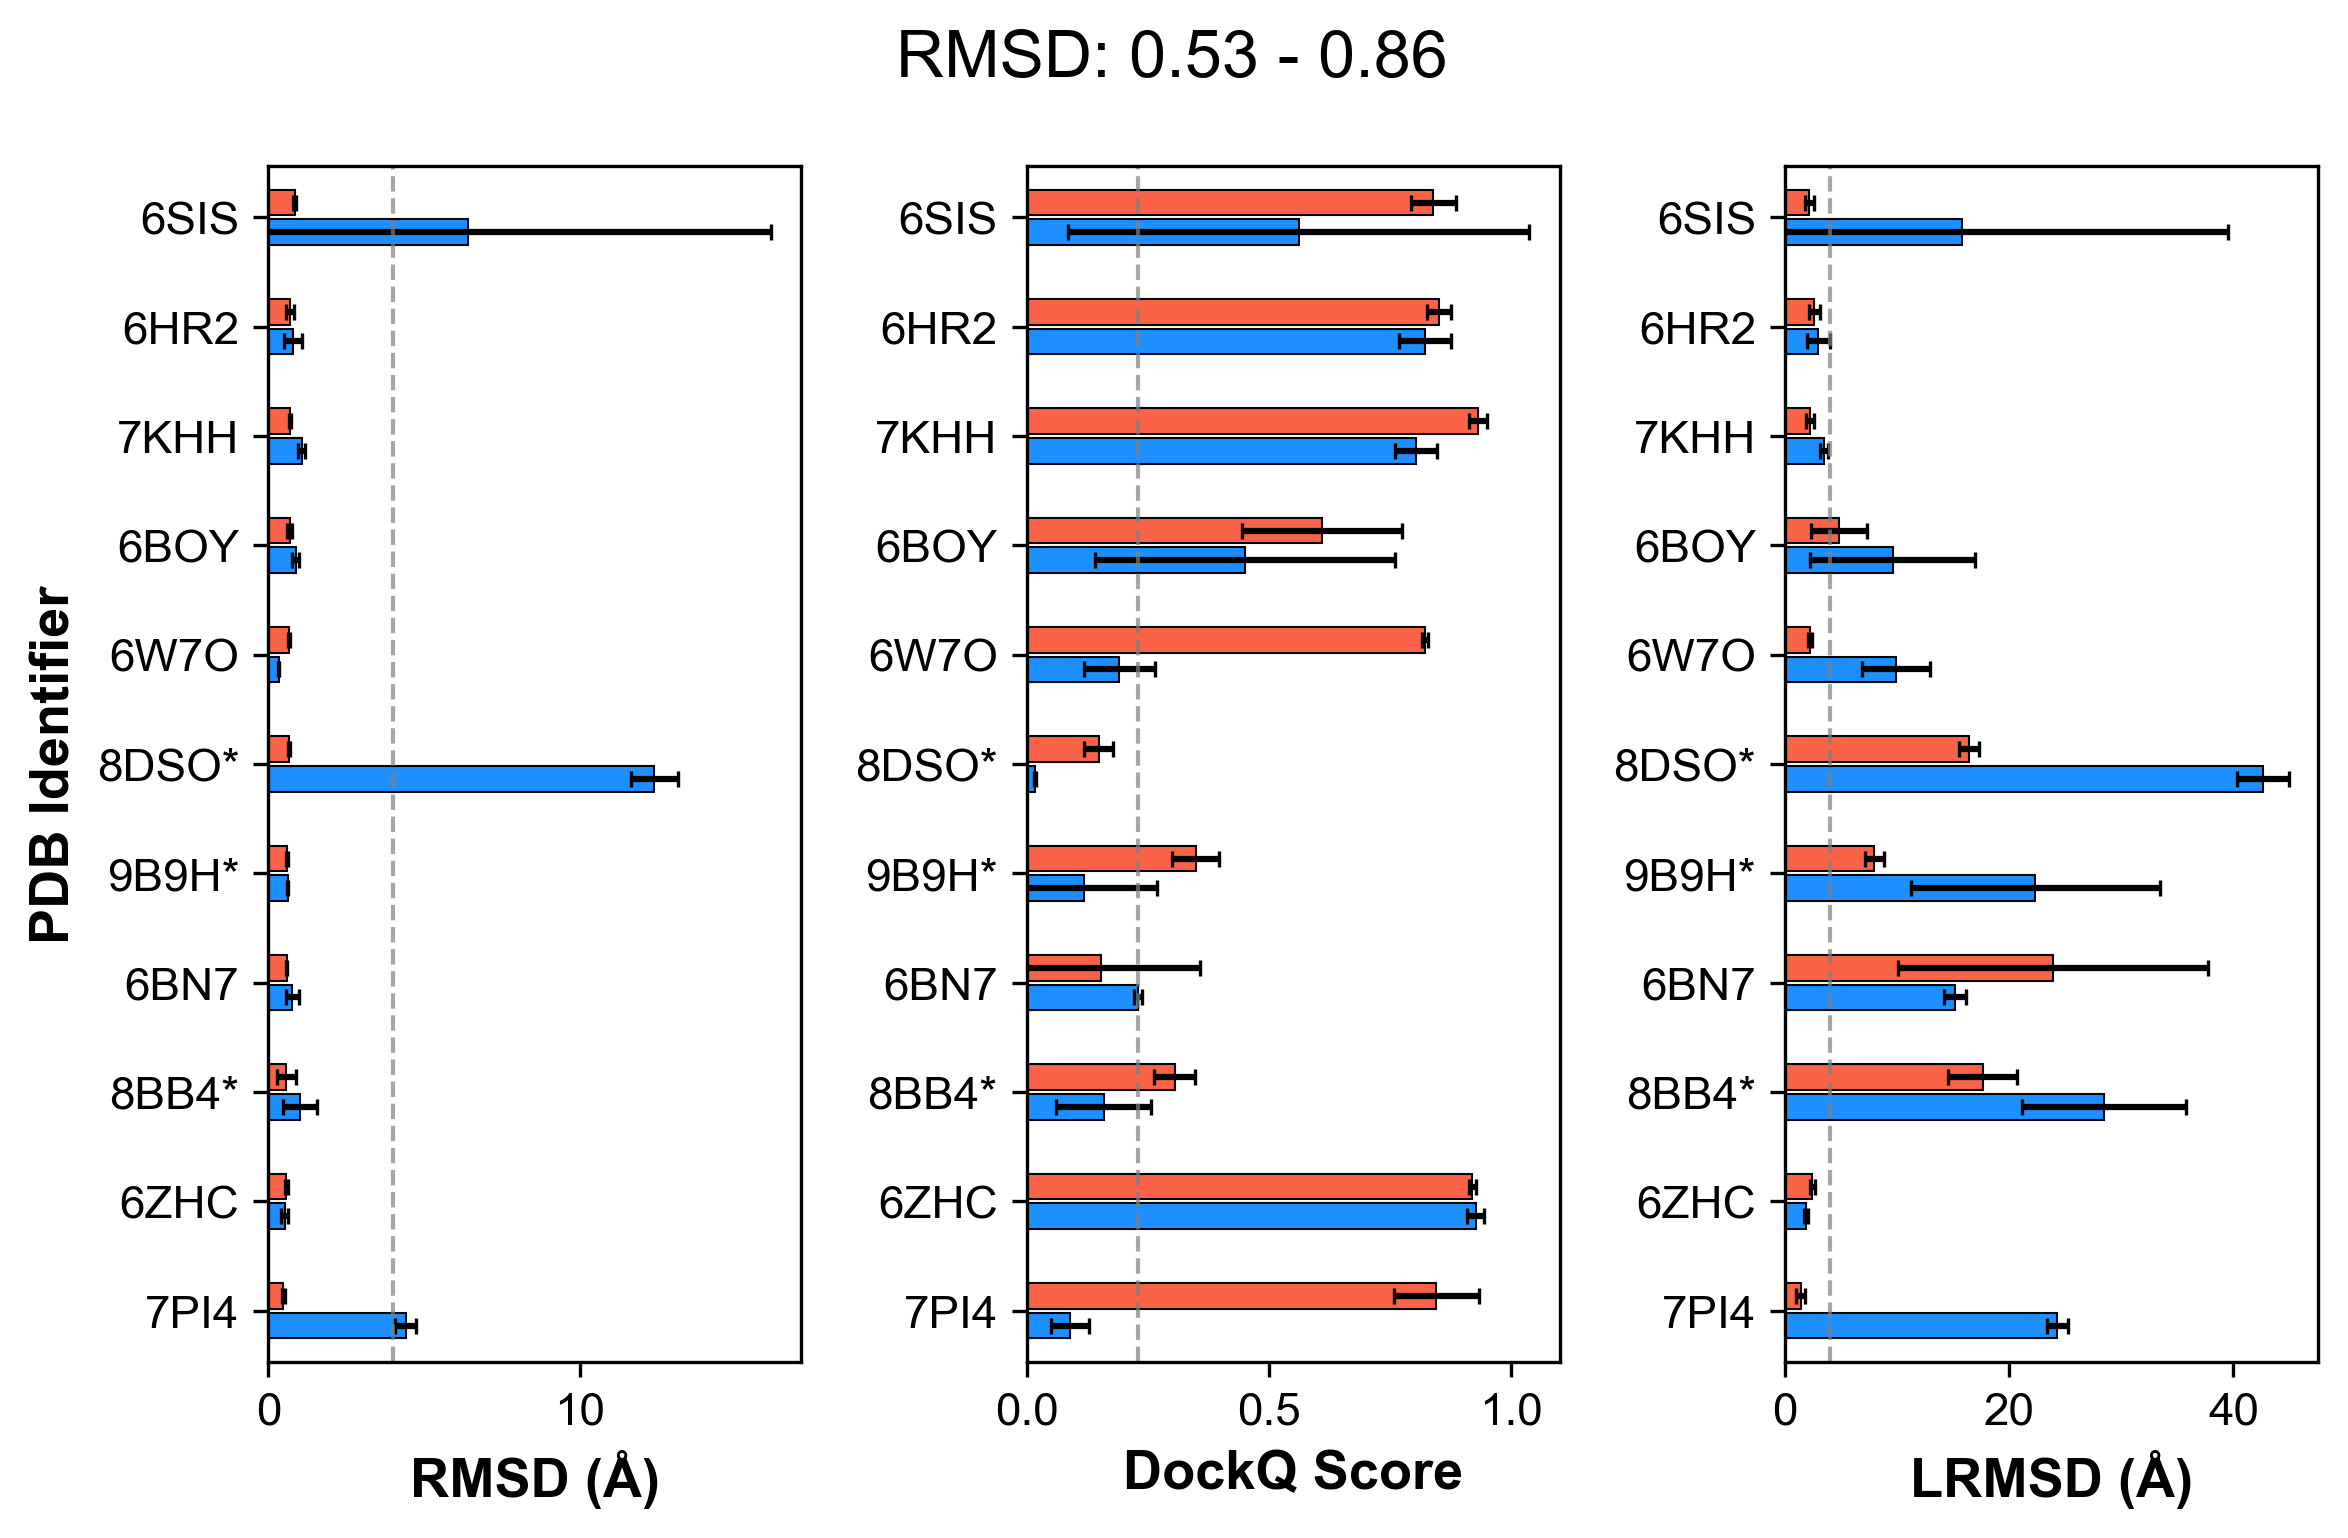 RMSD: 0.53 - 0.86
PDB Identifier
6SIS
6HR2
7KHH
6BOY
6W7O
8DSO*
9B9H*
6BN7
8BB4*
6ZHC
7PI4
0 10
RMSD (Å)
6SIS
6HR2
7KHH
6BOY
6W7O
8DSO*
9B9H*
6BN7
8BB4*
6ZHC
7PI4
0.0 0.5 1.0
DockQ Score
6SIS
6HR2
7KHH
6BOY
6W7O
8DSO*
9B9H*
6BN7
8BB4*
6ZHC
7PI4
0 20 40
LRMSD (Å)